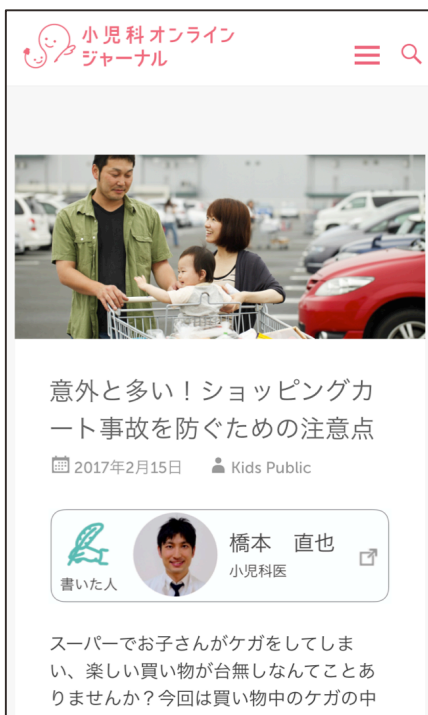 小児科オンライン
ジャーナル
意外と多い！ショッピングカ
ート事故を防ぐための注意点
2017年2月15日 Kids Public
書いた人
橋本 直也
小児科医
スーパーでお子さんがケガをしてしま
い、楽しい買い物が台無しなんてことあ
りませんか？今回は買い物中のケガの中